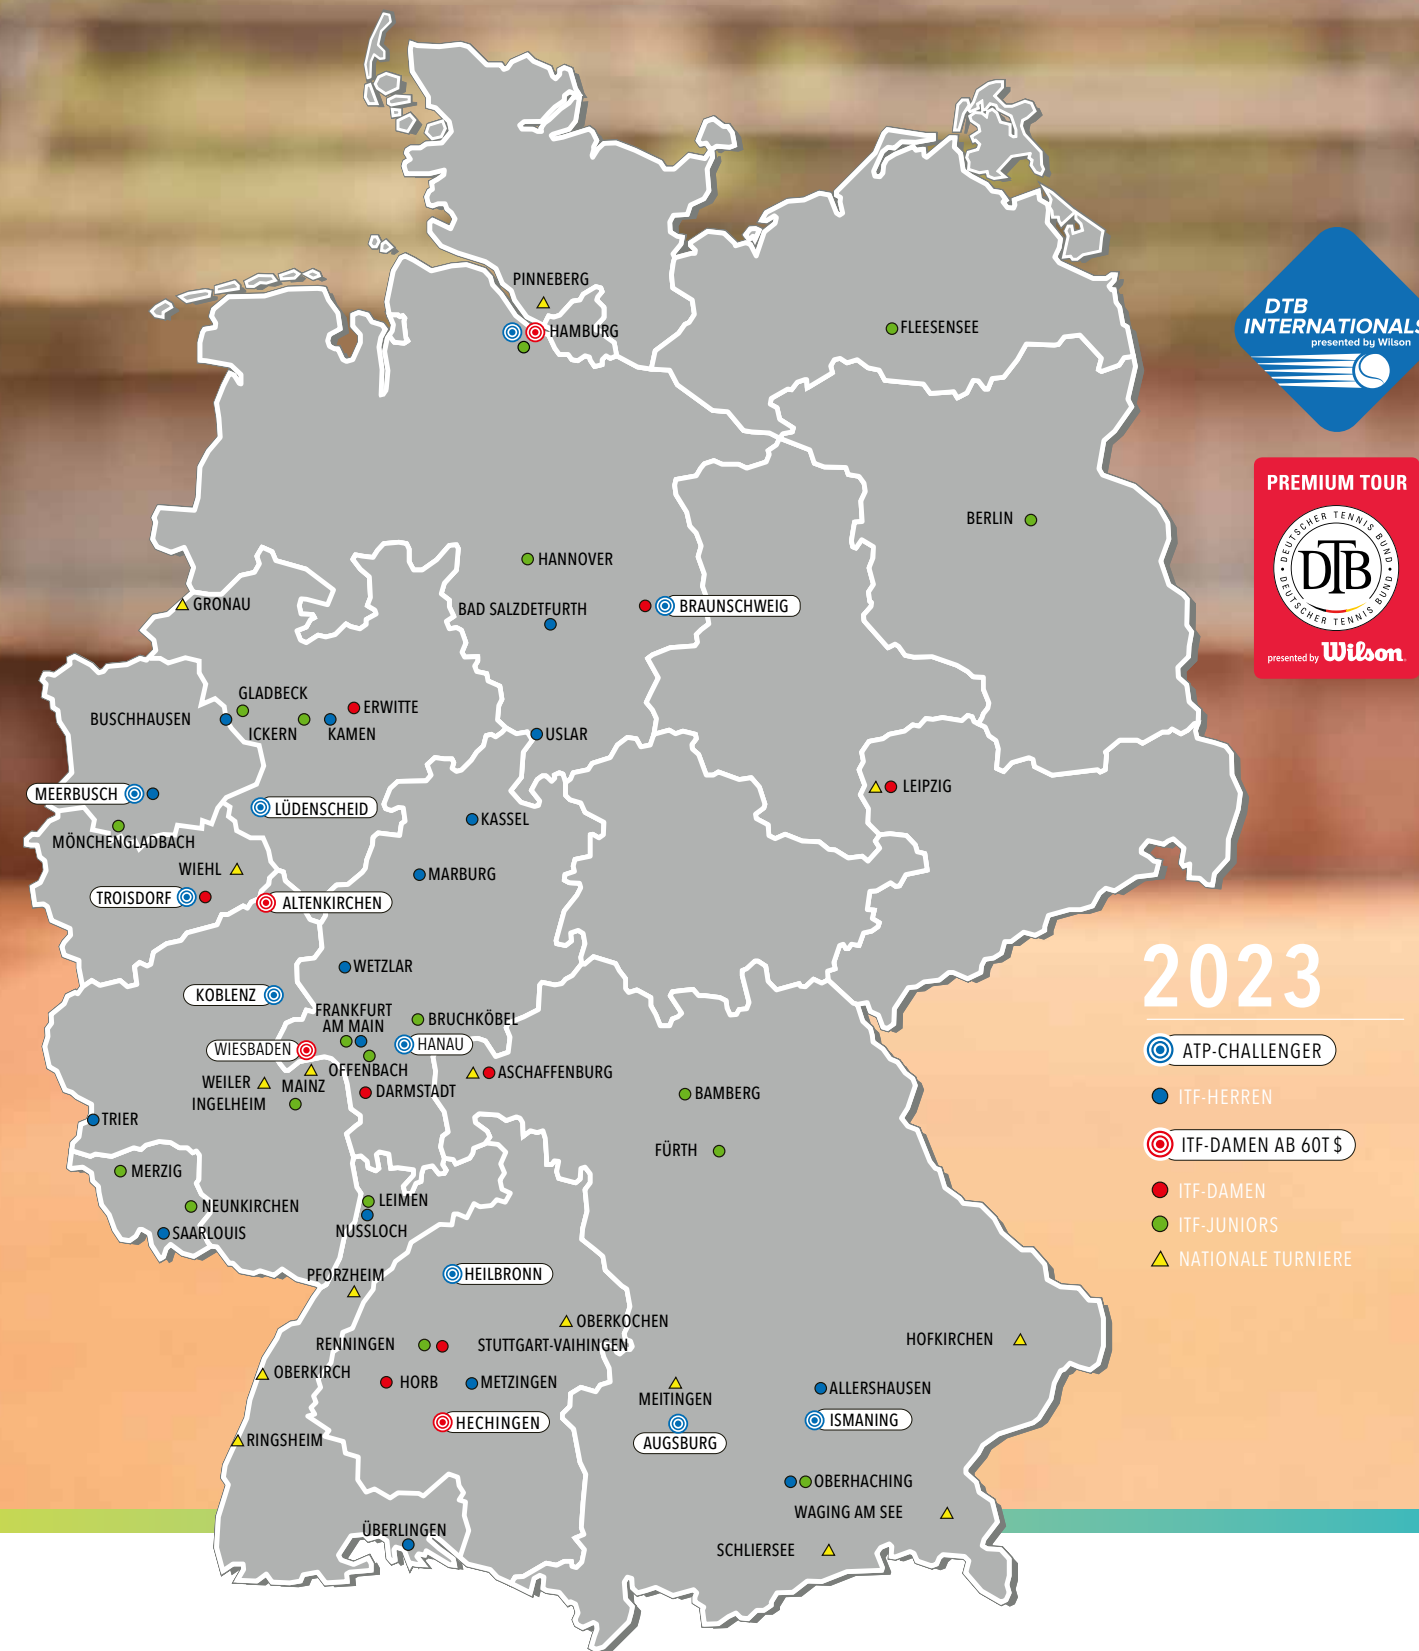 PINNEBERG
HAMBURG
FLEESENSEE
DTB
INTERNATIONALS
presented by Wilson
PREMIUM TOUR
DEUTSCHER TENNIS BUND
DTB
DEUTSCHER TENNIS BUND
presented by Wilson
BERLIN
HANNOVER
GRONAU
BAD SALZDETFURTH
BRAUNSCHWEIG
GLADBECK
ERWITTE
BUSCHHAUSEN
ICKERN
KAMEN
USLAR
MEERBUSCH
LÜDENSCHEID
LEIPZIG
KASSEL
MÖNCHENGLADBACH
WIEHL
MARBURG
TROISDORF
ALTENKIRCHEN
WETZLAR
KOBLENZ
FRANKFURT
AM MAIN
BRUCHKÖBEL
HANAU
WIESBADEN
OFFENBACH
ASCHAFFENBURG
WEILER
MAINZ
DARMSTADT
INGELHEIM
BAMBERG
TRIER
FÜRTH
MERZIG
LEIMEN
NEUNKIRCHEN
NUSSLOCH
SAARLOUIS
PFORZHEIM
HEILBRONN
OBERKOCHEN
RENNINGEN
STUTTGART-VAIHINGEN
HOFKIRCHEN
OBERKIRCH
HORB
METZINGEN
MEITINGEN
ALLERSHAUSEN
HECHINGEN
ISMANING
RINGSHEIM
AUGSBURG
OBERHACHING
WAGING AM SEE
ÜBERLINGEN
SCHLIERSEE
2023
ATP-CHALLENGER
ITF-HERREN
ITF-DAMEN AB 60T $
ITF-DAMEN
ITF-JUNIORS
NATIONALE TURNIERE